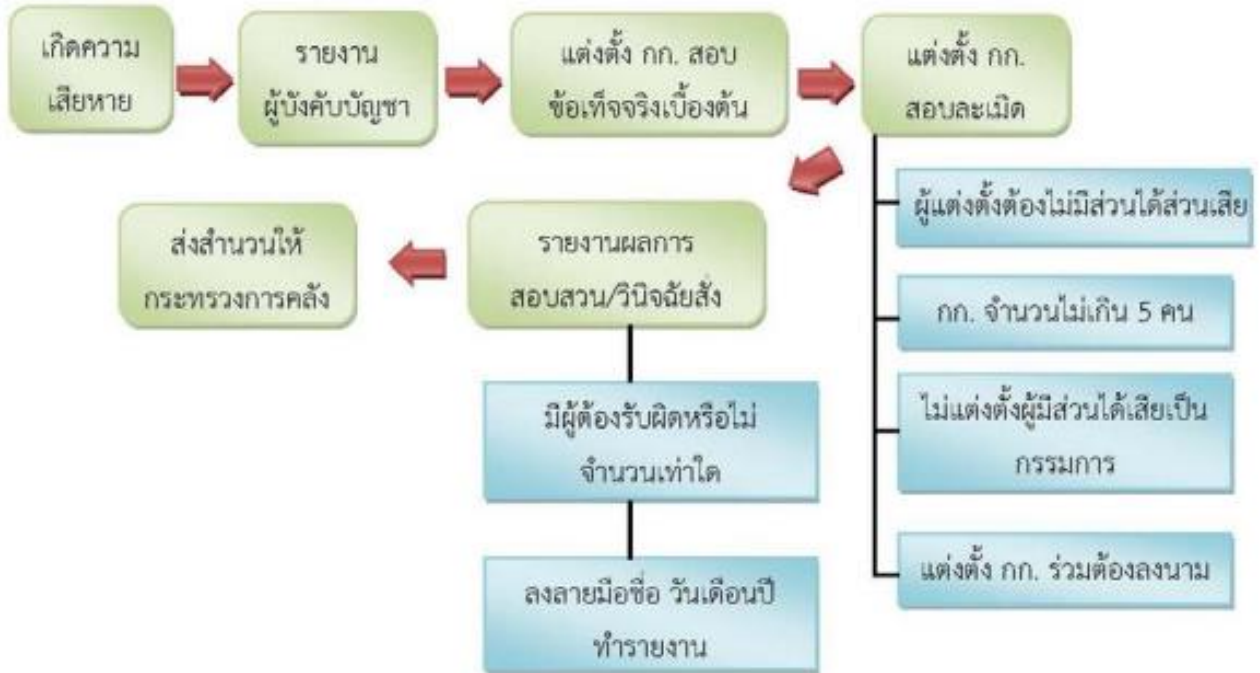 เกิดความ
เสียหาย
รายงาน
ผู้บังคับบัญชา
แต่งตั้ง กก. สอบ
ข้อเท็จจริงเบื้องต้น
แต่งตั้ง กก.
สอบละเมิด
ผู้แต่งตั้งต้องไม่มีส่วนได้ส่วนเสีย
กก. จำนวนไม่เกิน 5 คน
ไม่แต่งตั้งผู้มีส่วนได้เสียเป็น
กรรมการ
แต่งตั้ง กก. ร่วมต้องลงนาม
รายงานผลการ
สอบสวน/วินิจฉัยสั่ง
มีผู้ต้องรับผิดหรือไม่
จำนวนเท่าใด
ลงลายมือชื่อ วันเดือนปี
ทำรายงาน
ส่งสำนวนให้
กระทรวงการคลัง